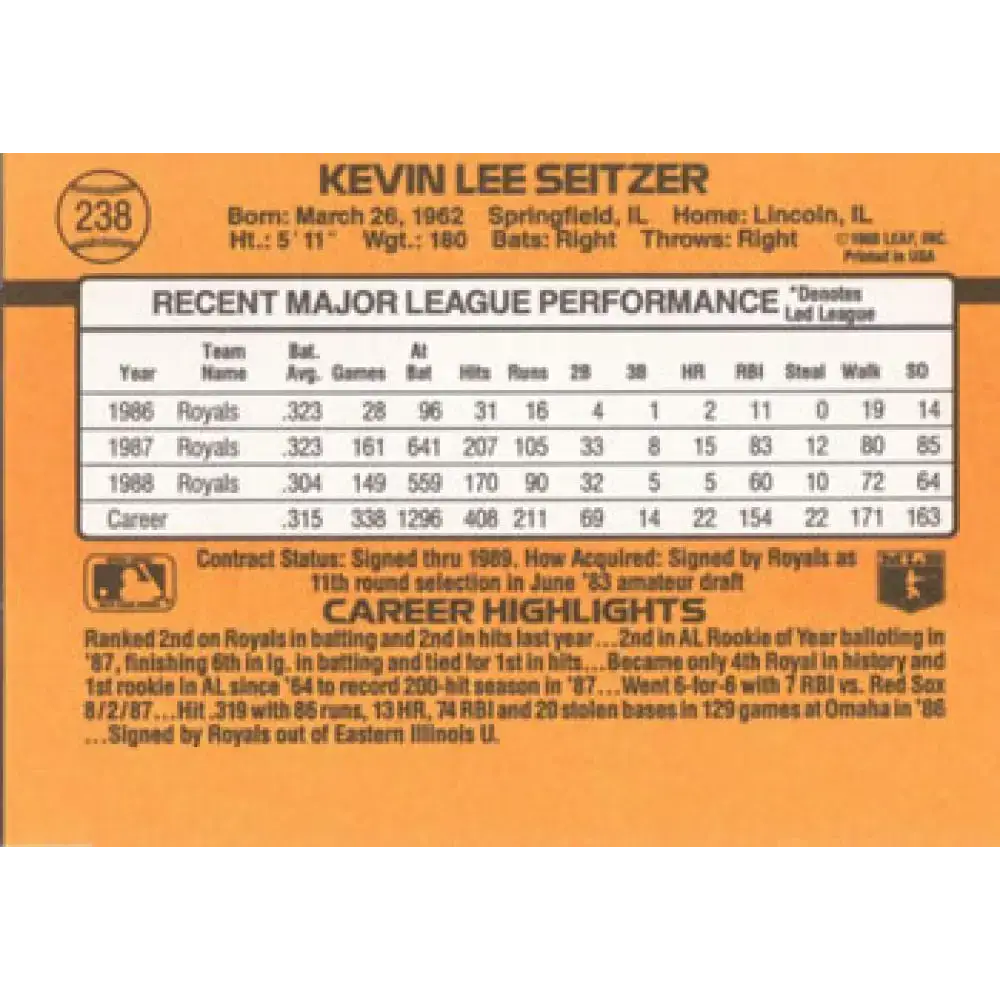 KEVIN LEE SEITZER
238
Born: March 26, 1962 Springfield, IL Home: Lincoln, IL
Ht.: 5' 11" Wgt.: 180 Bats: Right Throws: Right © 1988 LEAF, INC.
Printed in USA
RECENT MAJOR LEAGUE PERFORMANCE *Denotes Led League
Year Team Name Bat. Avg. Games At Bat Hits Runs 2B 3B HR RBI Steal Walk SO
1986 Royals .323 28 96 31 16 4 1 2 11 0 19 14
1987 Royals .323 161 641 207 105 33 8 15 83 12 80 85
1988 Royals .304 149 559 170 90 32 5 5 60 10 72 64
Career .315 338 1296 408 211 69 14 22 154 22 171 163
Contract Status: Signed thru 1989. How Acquired: Signed by Royals as
11th round selection in June '83 amateur draft
MLB
CAREER HIGHLIGHTS
Ranked 2nd on Royals in batting and 2nd in hits last year...2nd in AL Rookie of Year balloting in
'87, finishing 6th in lg. in batting and tied for 1st in hits...Became only 4th Royal in history and
1st rookie in AL since '64 to record 200-hit season in '87...Went 6-for-6 with 7 RBI vs. Red Sox
8/2/87...Hit .319 with 86 runs, 13 HR, 74 RBI and 20 stolen bases in 129 games at Omaha in '86
...Signed by Royals out of Eastern Illinois U.